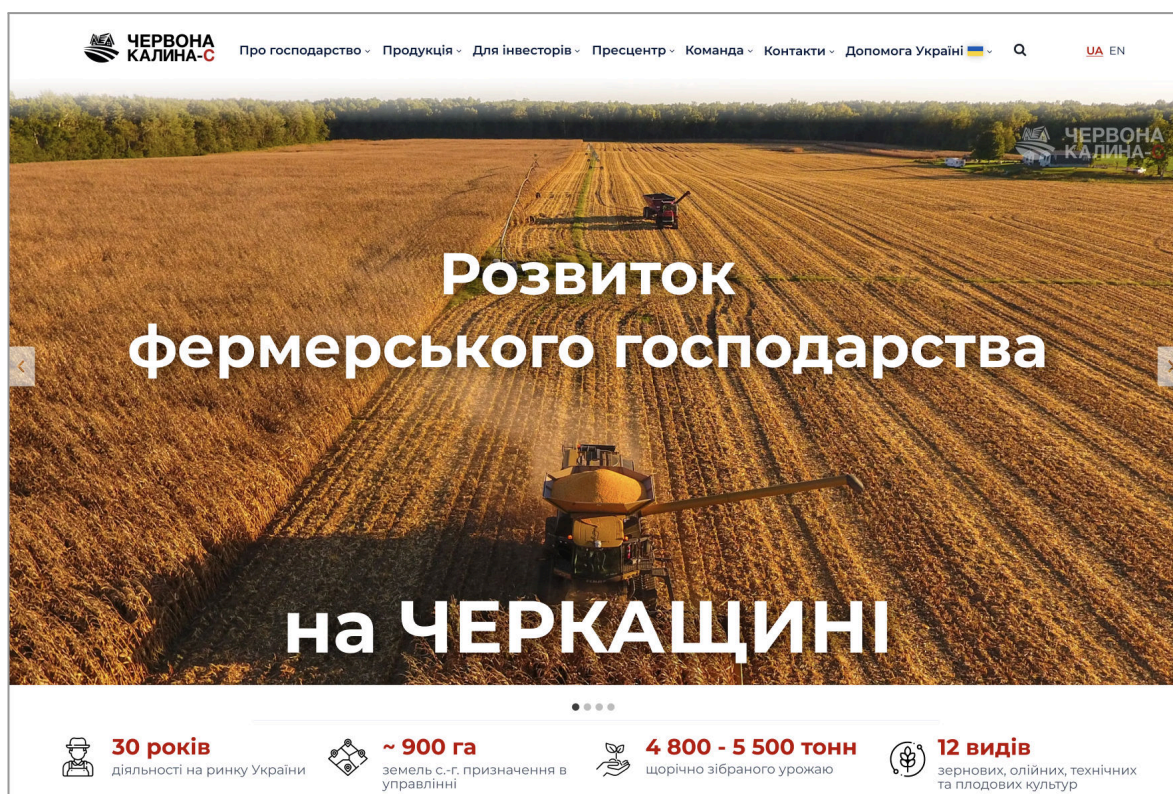 ЧЕРВОНА
КАЛИНА-С
Про господарство Продукція Для інвесторів Пресцентр Команда Контакти Допомога Україні UA EN
ЧЕРВОНА
КАЛИНА-С
Розвиток
фермерського господарства
на ЧЕРКАЩИНІ
30 років
діяльності на ринку України
~ 900 га
земель с.-г. призначення в
управлінні
4 800 - 5 500 тонн
щорічно зібраного урожаю
12 видів
зернових, олійних, технічних
та плодових культур